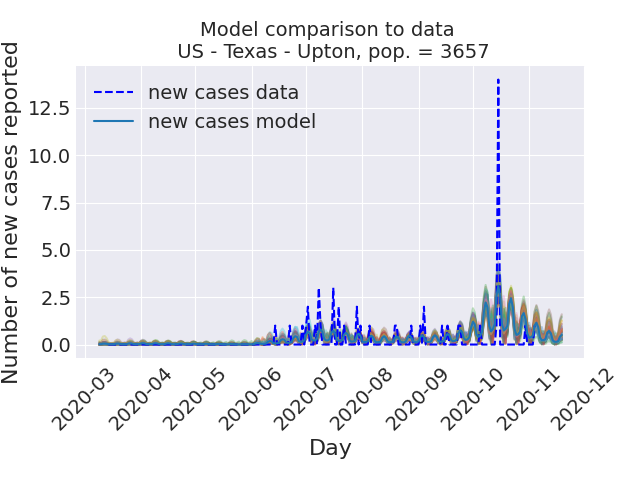 Model comparison to data
US - Texas - Upton, pop. = 3657
Number of new cases reported
12.5
10.0
7.5
5.0
2.5
0.0
new cases data
new cases model
2020-03
2020-04
2020-05
2020-06
2020-07
2020-08
2020-09
2020-10
2020-11
2020-12
Day